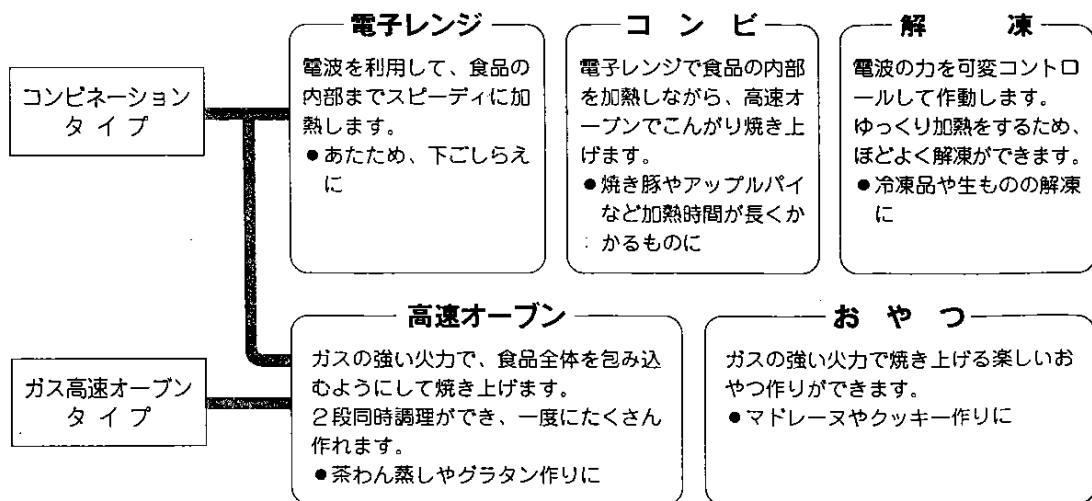 コンビネーション
タイプ
電子レンジ
電波を利用して、食品の
内部までスピーディに加
熱します。
●あたため、下ごしらえ
に
コンビ
電子レンジで食品の内部
を加熱しながら、高速オ
ーブンでこんがり焼き上
げます。
●焼き豚やアップルパイ
など加熱時間が長くか
かるものに
解凍
電波の力を可変コントロ
ールして作動します。
ゆっくり加熱をするため、
ほどよく解凍ができます。
●冷凍品や生ものの解凍
に
ガス高速オーブン
タイプ
高速オーブン
ガスの強い火力で、食品全体を包み込
むようにして焼き上げます。
2段同時調理ができ、一度にたくさん
作れます。
●茶わん蒸しやグラタン作りに
おやつ
ガスの強い火力で焼き上げる楽しいお
やつ作りができます。
●マドレーヌやクッキー作りに